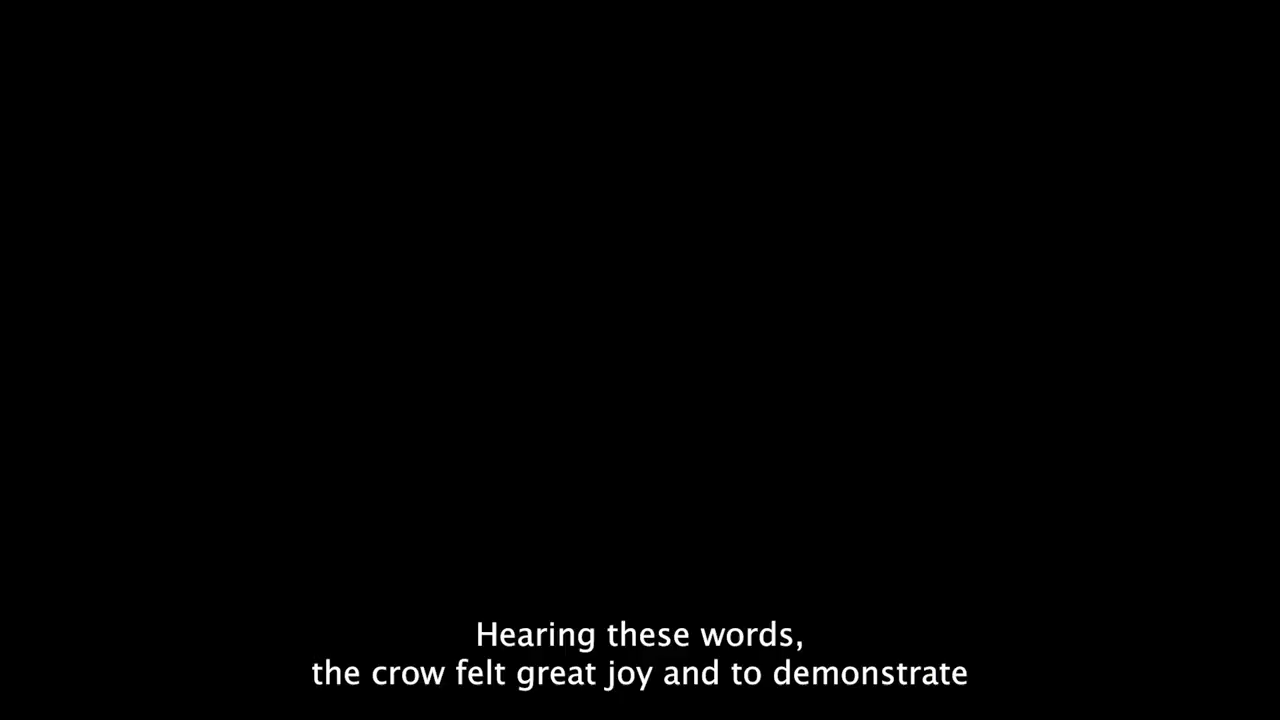 Hearing these words,
the crow felt great joy and to demonstrate